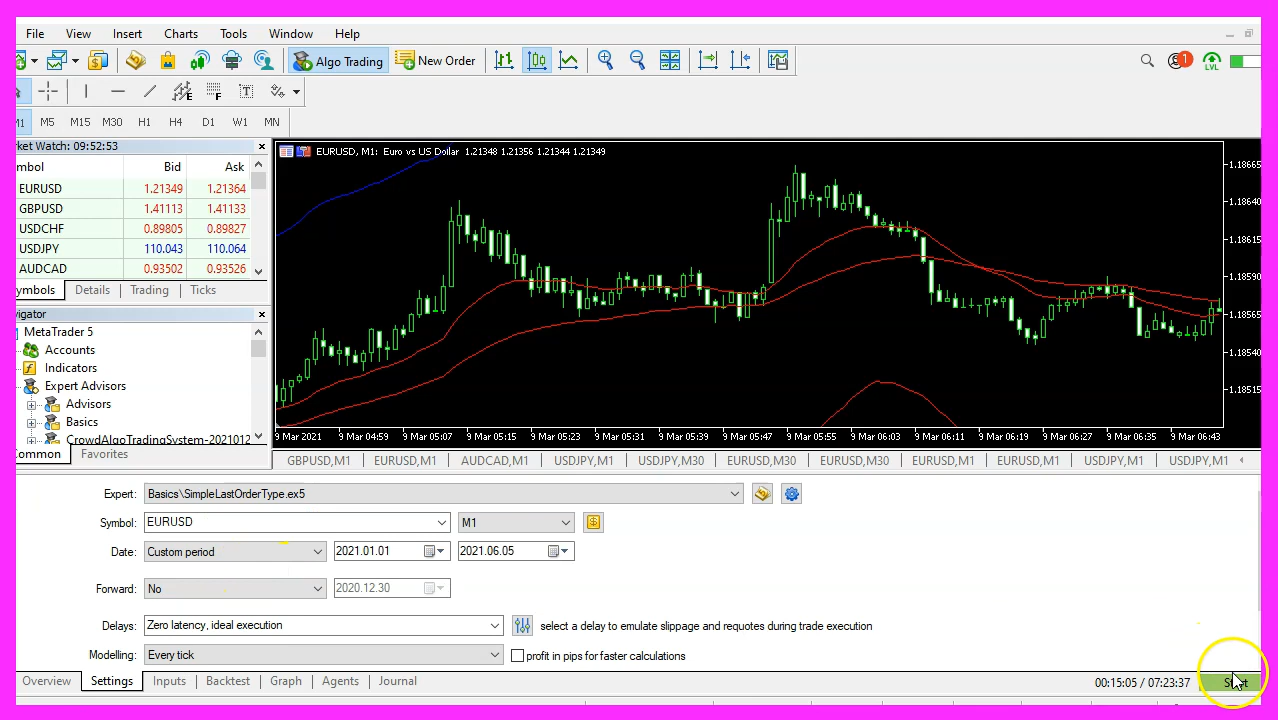 File View Insert Charts Tools Window Help
Algo Trading New Order 1 LVL
E F T
M1 M5 M15 M30 H1 H4 D1 W1 MN
rket Watch: 09:52:53
mbol Bid Ask
EURUSD 1.21349 1.21364
GBPUSD 1.41113 1.41133
USDCHF 0.89805 0.89827
USDJPY 110.043 110.064
AUDCAD 0.93502 0.93526
ymbols Details Trading Ticks
vigator
MetaTrader 5
Accounts
Indicators
Expert Advisors
Advisors
Basics
CrowdAlgoTradingSystem-2021012
ommon Favorites
EURUSD, M1: Euro vs US Dollar 1.21348 1.21356 1.21344 1.21349
1.18665
1.18640
1.18615
1.18590
1.18565
1.18540
1.18515
9 Mar 2021 9 Mar 04:59 9 Mar 05:07 9 Mar 05:15 9 Mar 05:23 9 Mar 05:31 9 Mar 05:39 9 Mar 05:47 9 Mar 05:55 9 Mar 06:03 9 Mar 06:11 9 Mar 06:19 9 Mar 06:27 9 Mar 06:35 9 Mar 06:43
GBPUSD,M1 EURUSD,M1 AUDCAD,M1 USDJPY,M1 USDJPY,M30 EURUSD,M30 EURUSD,M30 EURUSD,M1 EURUSD,M1 USDJPY,M1 USDJPY,M1
Expert: Basics\SimpleLastOrderType.ex5
Symbol: EURUSD M1
Date: Custom period 2021.01.01 2021.06.05
Forward: No 2020.12.30
Delays: Zero latency, ideal execution select a delay to emulate slippage and requotes during trade execution
Modelling: Every tick profit in pips for faster calculations
Overview Settings Inputs Backtest Graph Agents Journal 00:15:05 / 07:23:37 Start